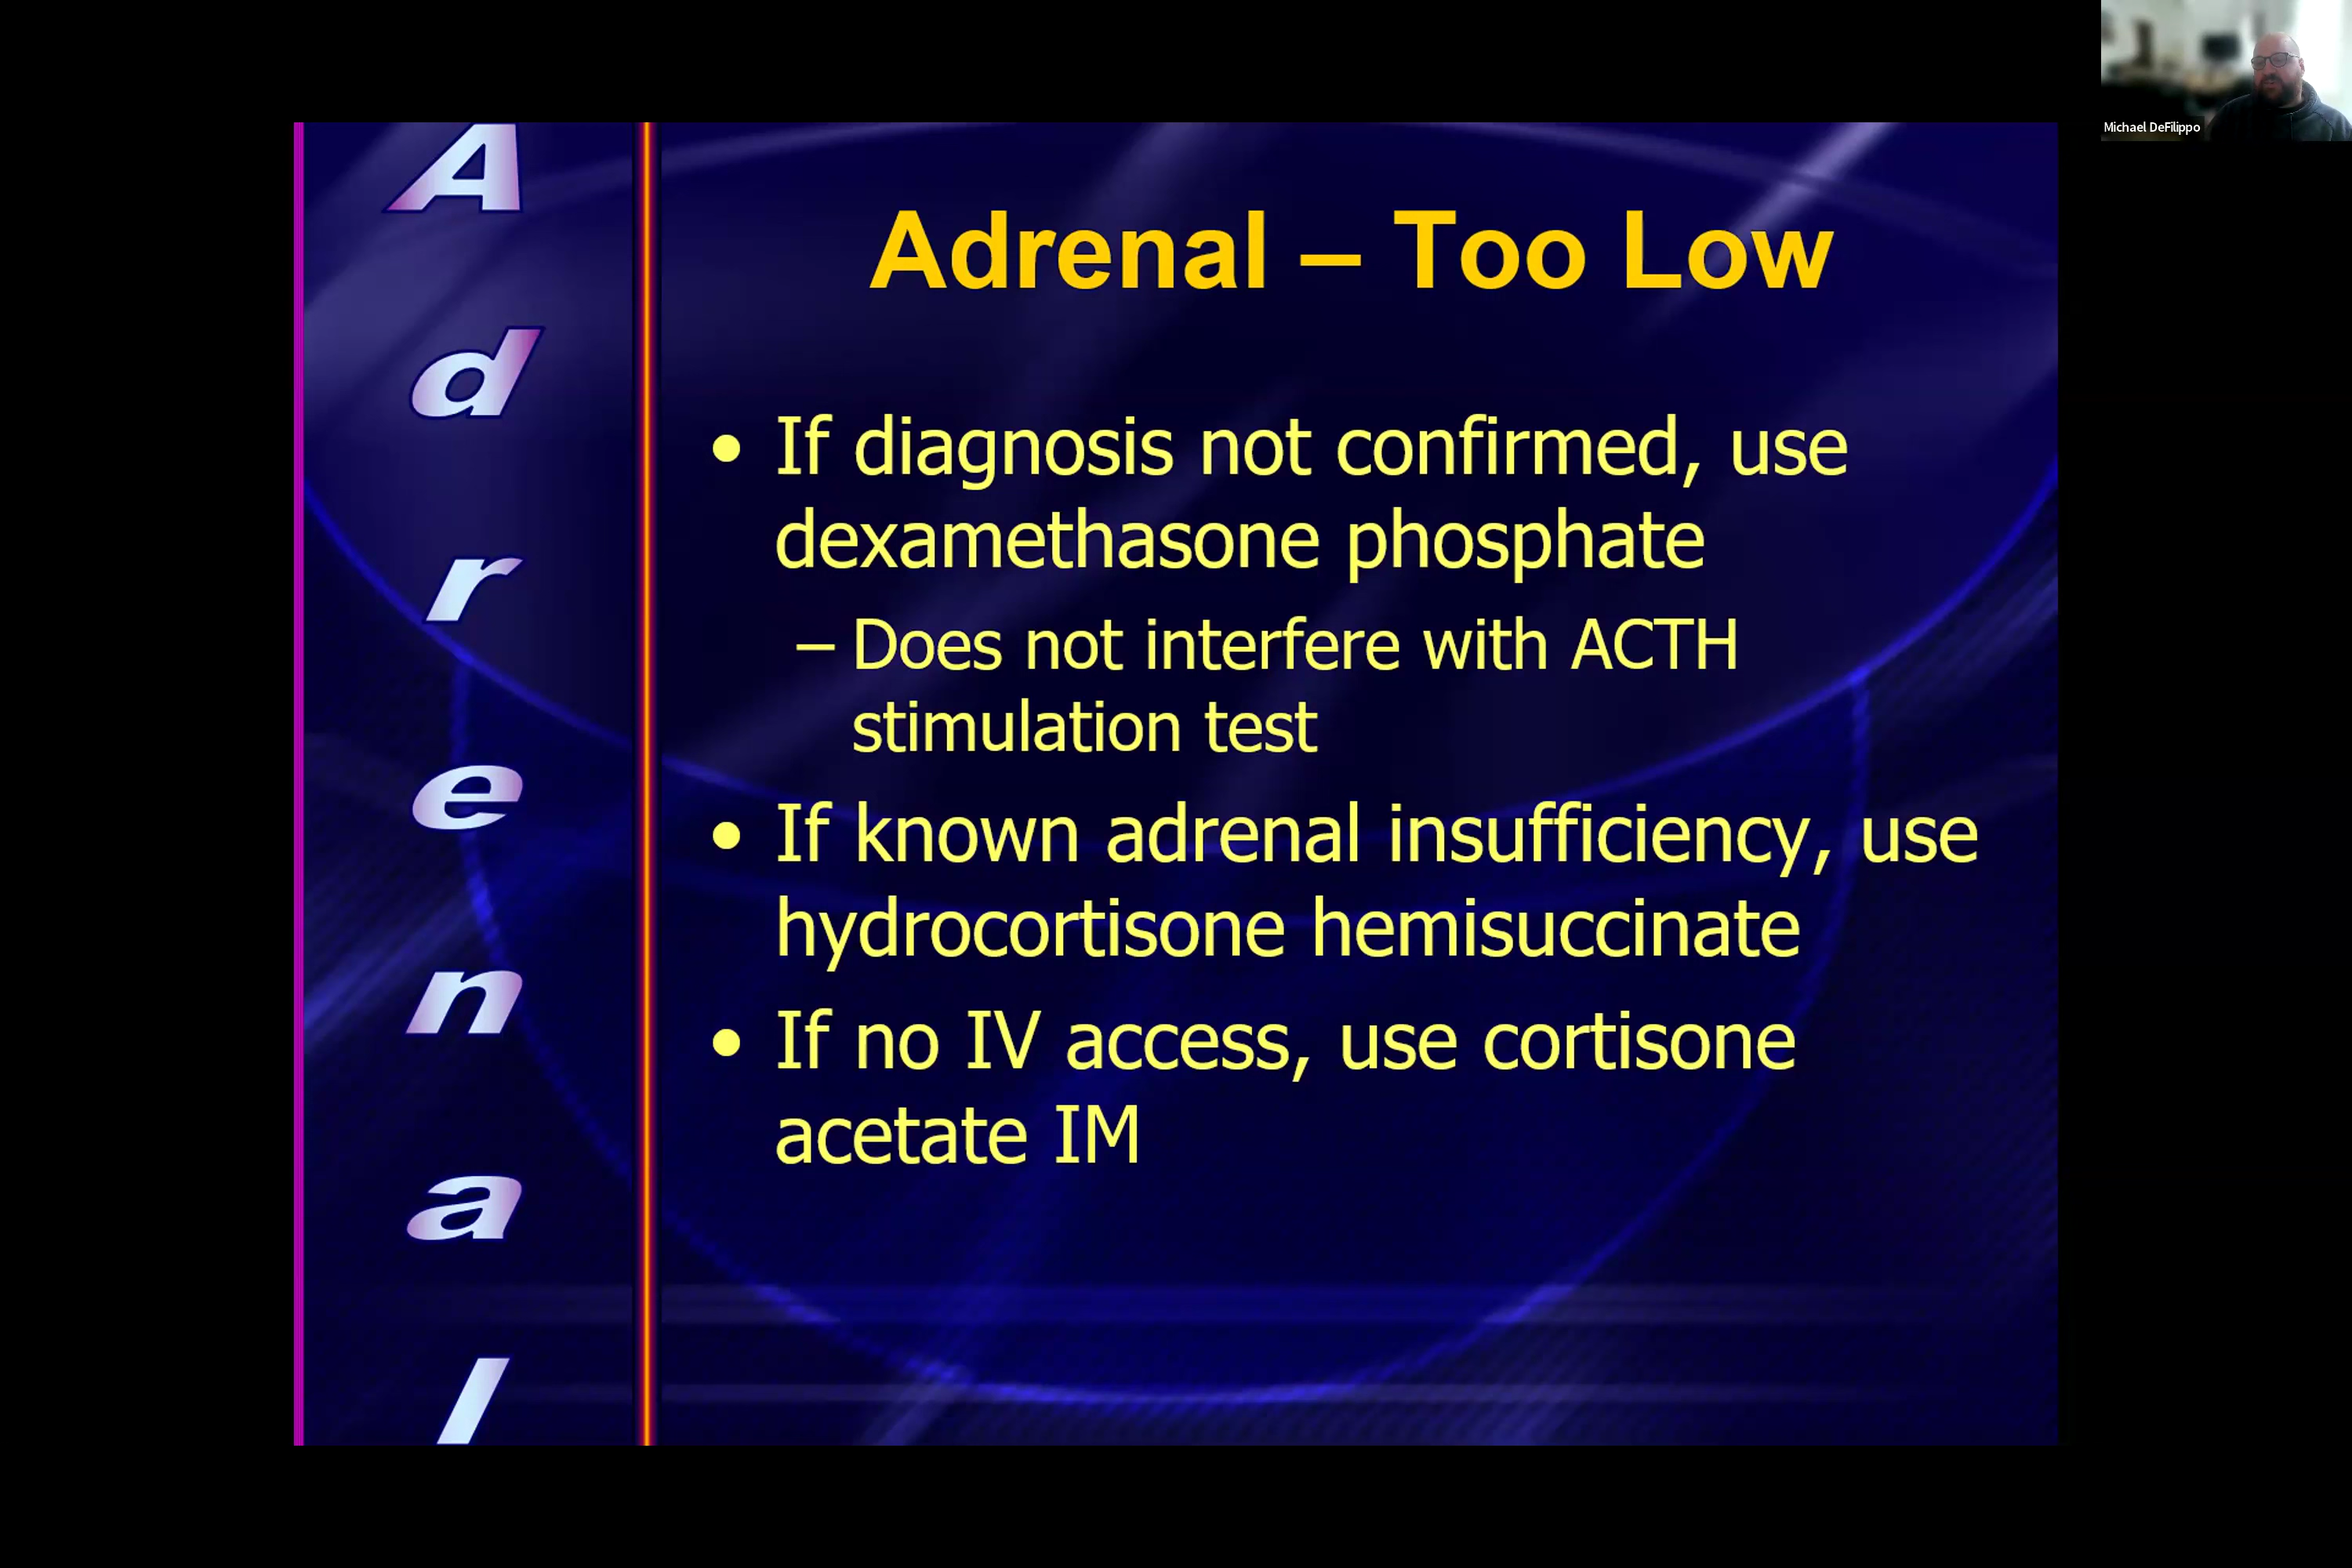 Adrenal
Adrenal – Too Low
• If diagnosis not confirmed, use
dexamethasone phosphate
– Does not interfere with ACTH
stimulation test
• If known adrenal insufficiency, use
hydrocortisone hemisuccinate
• If no IV access, use cortisone
acetate IM
Michael DeFilippo